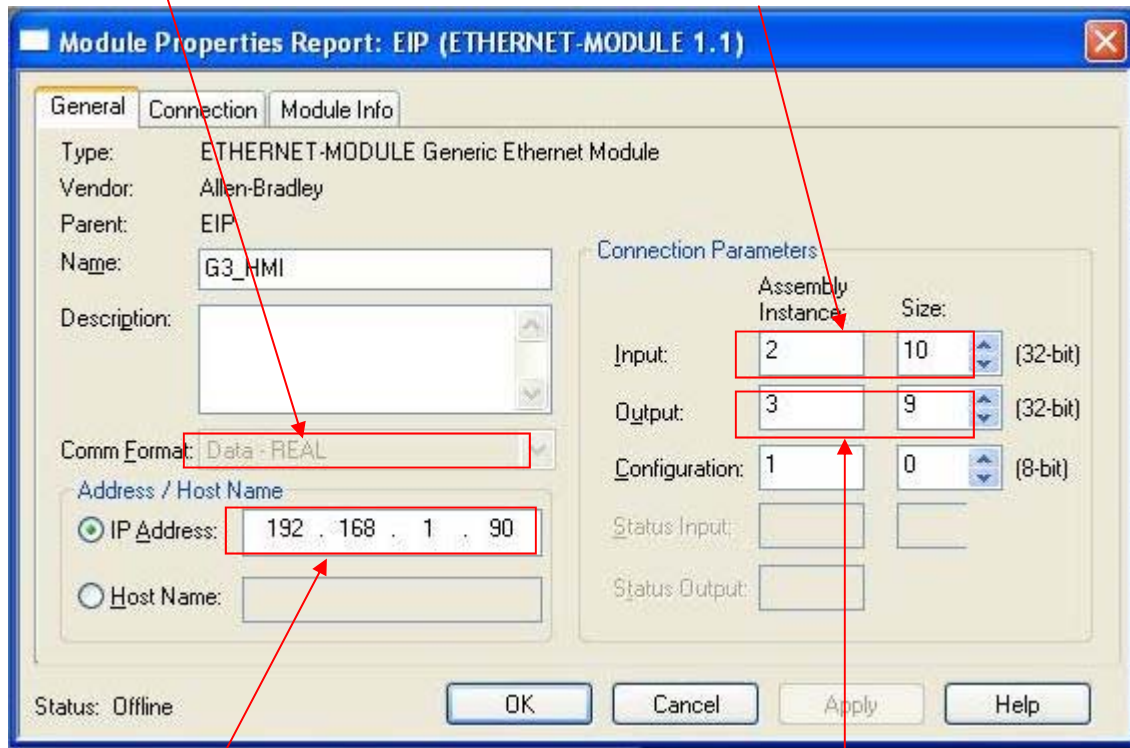 Module Properties Report: EIP (ETHERNET-MODULE 1.1)
General Connection Module Info
Type: ETHERNET-MODULE Generic Ethernet Module
Vendor: Allen-Bradley
Parent: EIP
Name: G3_HMI
Description:
Comm Format: Data - REAL
Address / Host Name
IP Address: 192 . 168 . 1 . 90
Host Name:
Connection Parameters
Assembly
Instance: Size:
Input: 2 10 (32-bit)
Output: 3 9 (32-bit)
Configuration: 1 0 (8-bit)
Status Input:
Status Output:
Status: Offline
OK Cancel Apply Help